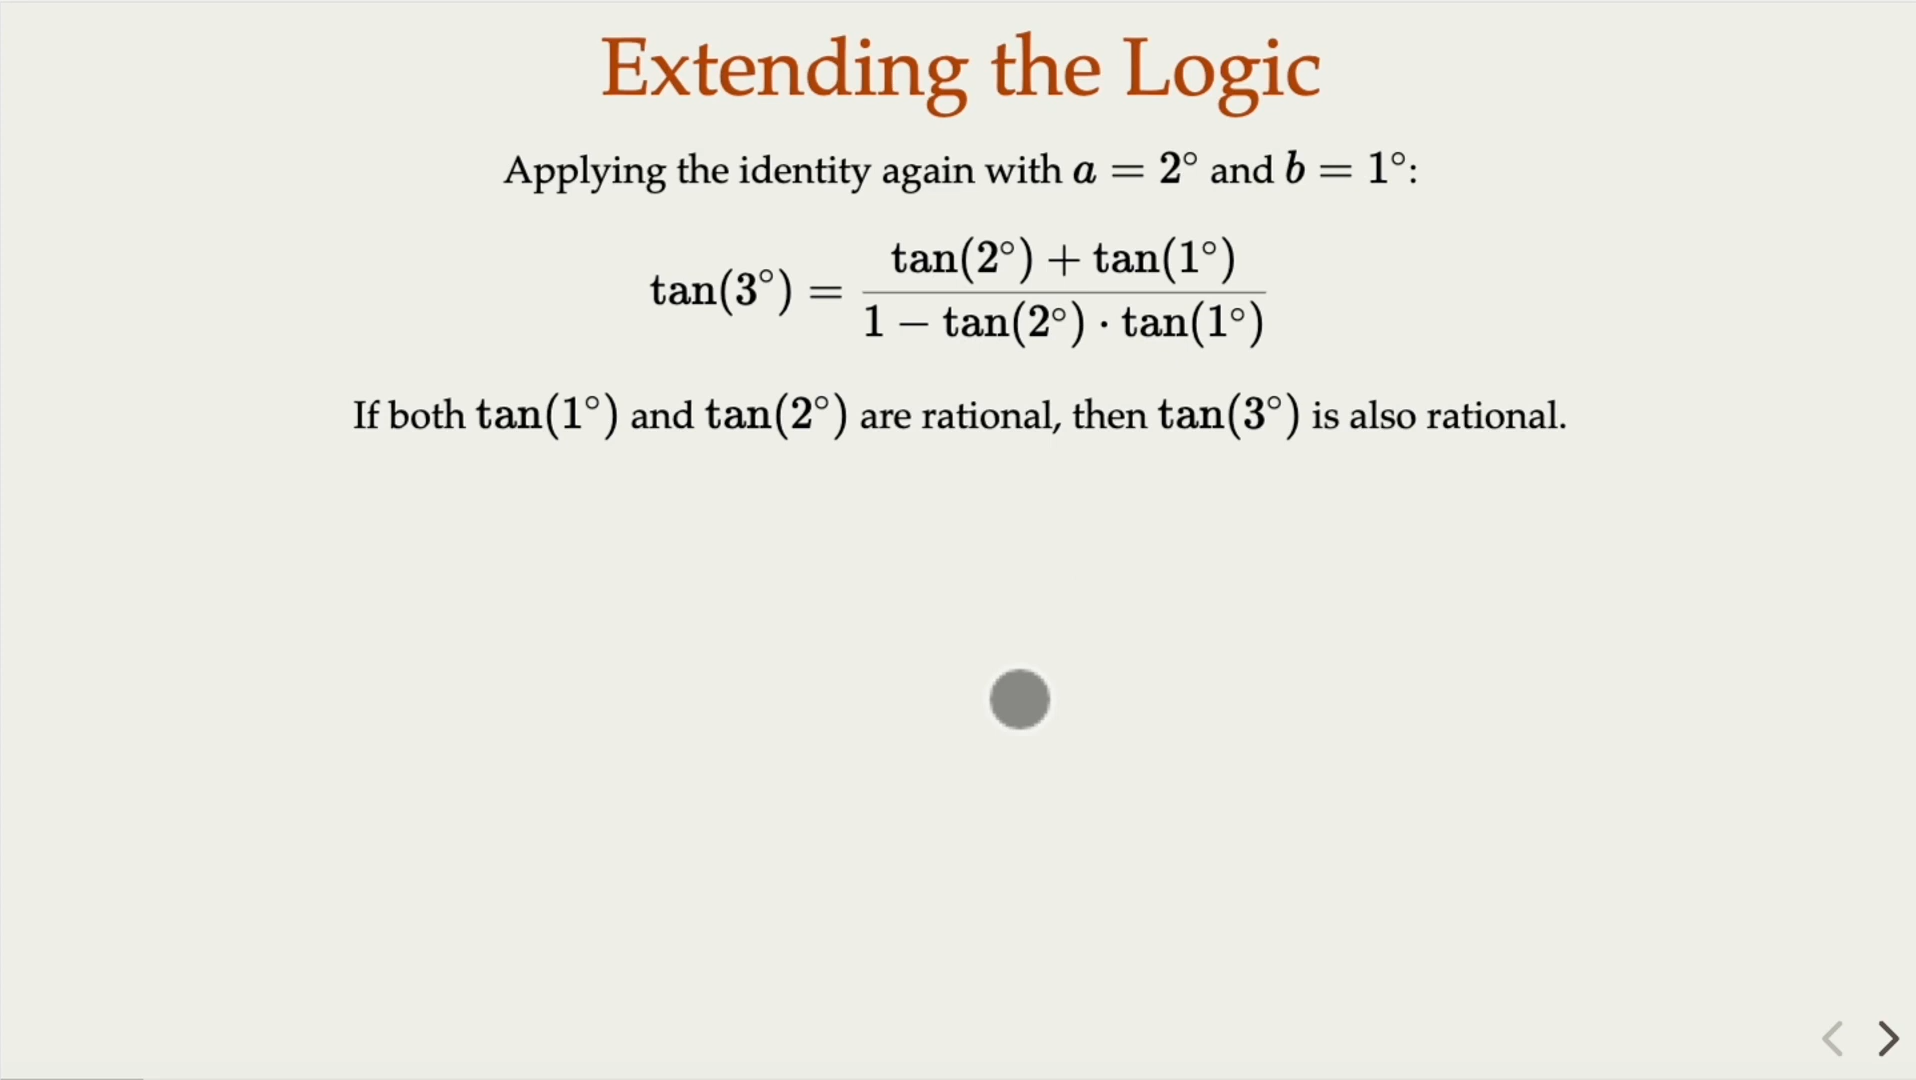 Extending the Logic
Applying the identity again with a = 2° and b = 1°:
tan(3°) = \frac{tan(2°) + tan(1°)}{1 − tan(2°) · tan(1°)}
If both tan(1°) and tan(2°) are rational, then tan(3°) is also rational.